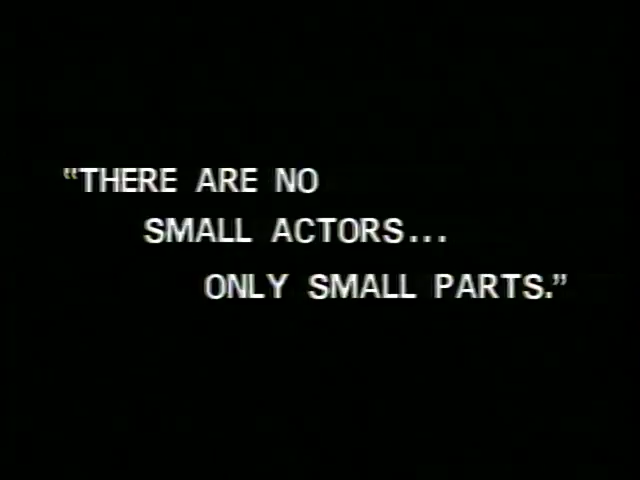 “THERE ARE NO
SMALL ACTORS...
ONLY SMALL PARTS.”